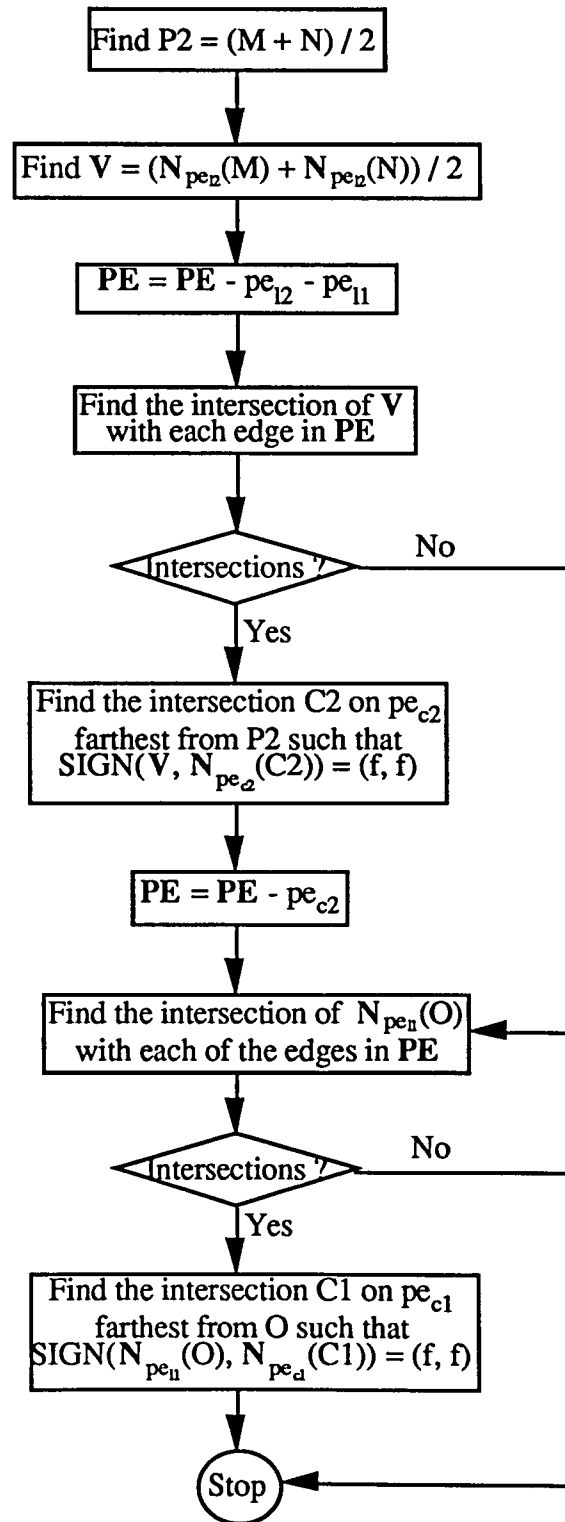 Find P2 = (M + N) / 2
Find V = (N_pe_l2(M) + N_pe_l2(N)) / 2
PE = PE - pe_l2 - pe_l1
Find the intersection of V
with each edge in PE
Intersections ?
No
Yes
Find the intersection C2 on pe_c2
farthest from P2 such that
SIGN(V, N_pe_c2(C2)) = (f, f)
PE = PE - pe_c2
Find the intersection of N_pe_l1(O)
with each of the edges in PE
Intersections ?
No
Yes
Find the intersection C1 on pe_c1
farthest from O such that
SIGN(N_pe_l1(O), N_pe_c1(C1)) = (f, f)
Stop